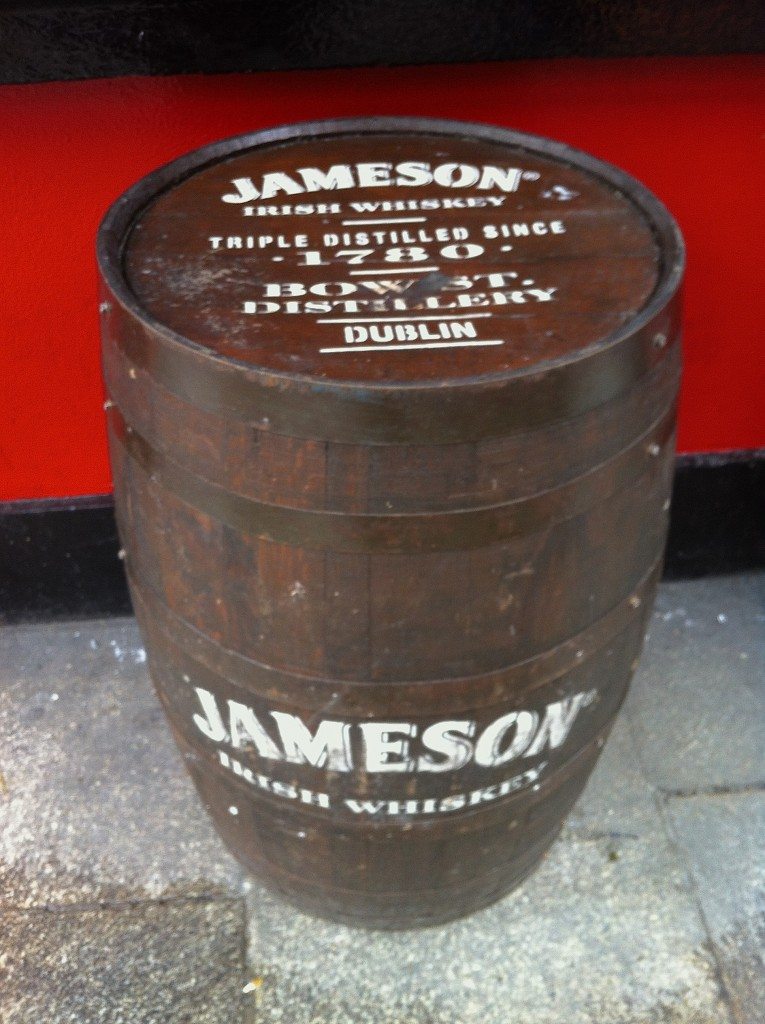 JAMESON®
IRISH WHISKEY
TRIPLE DISTILLED SINCE
· 1780 ·
BOW ST.
DISTILLERY
DUBLIN
JAMESON®
IRISH WHISKEY